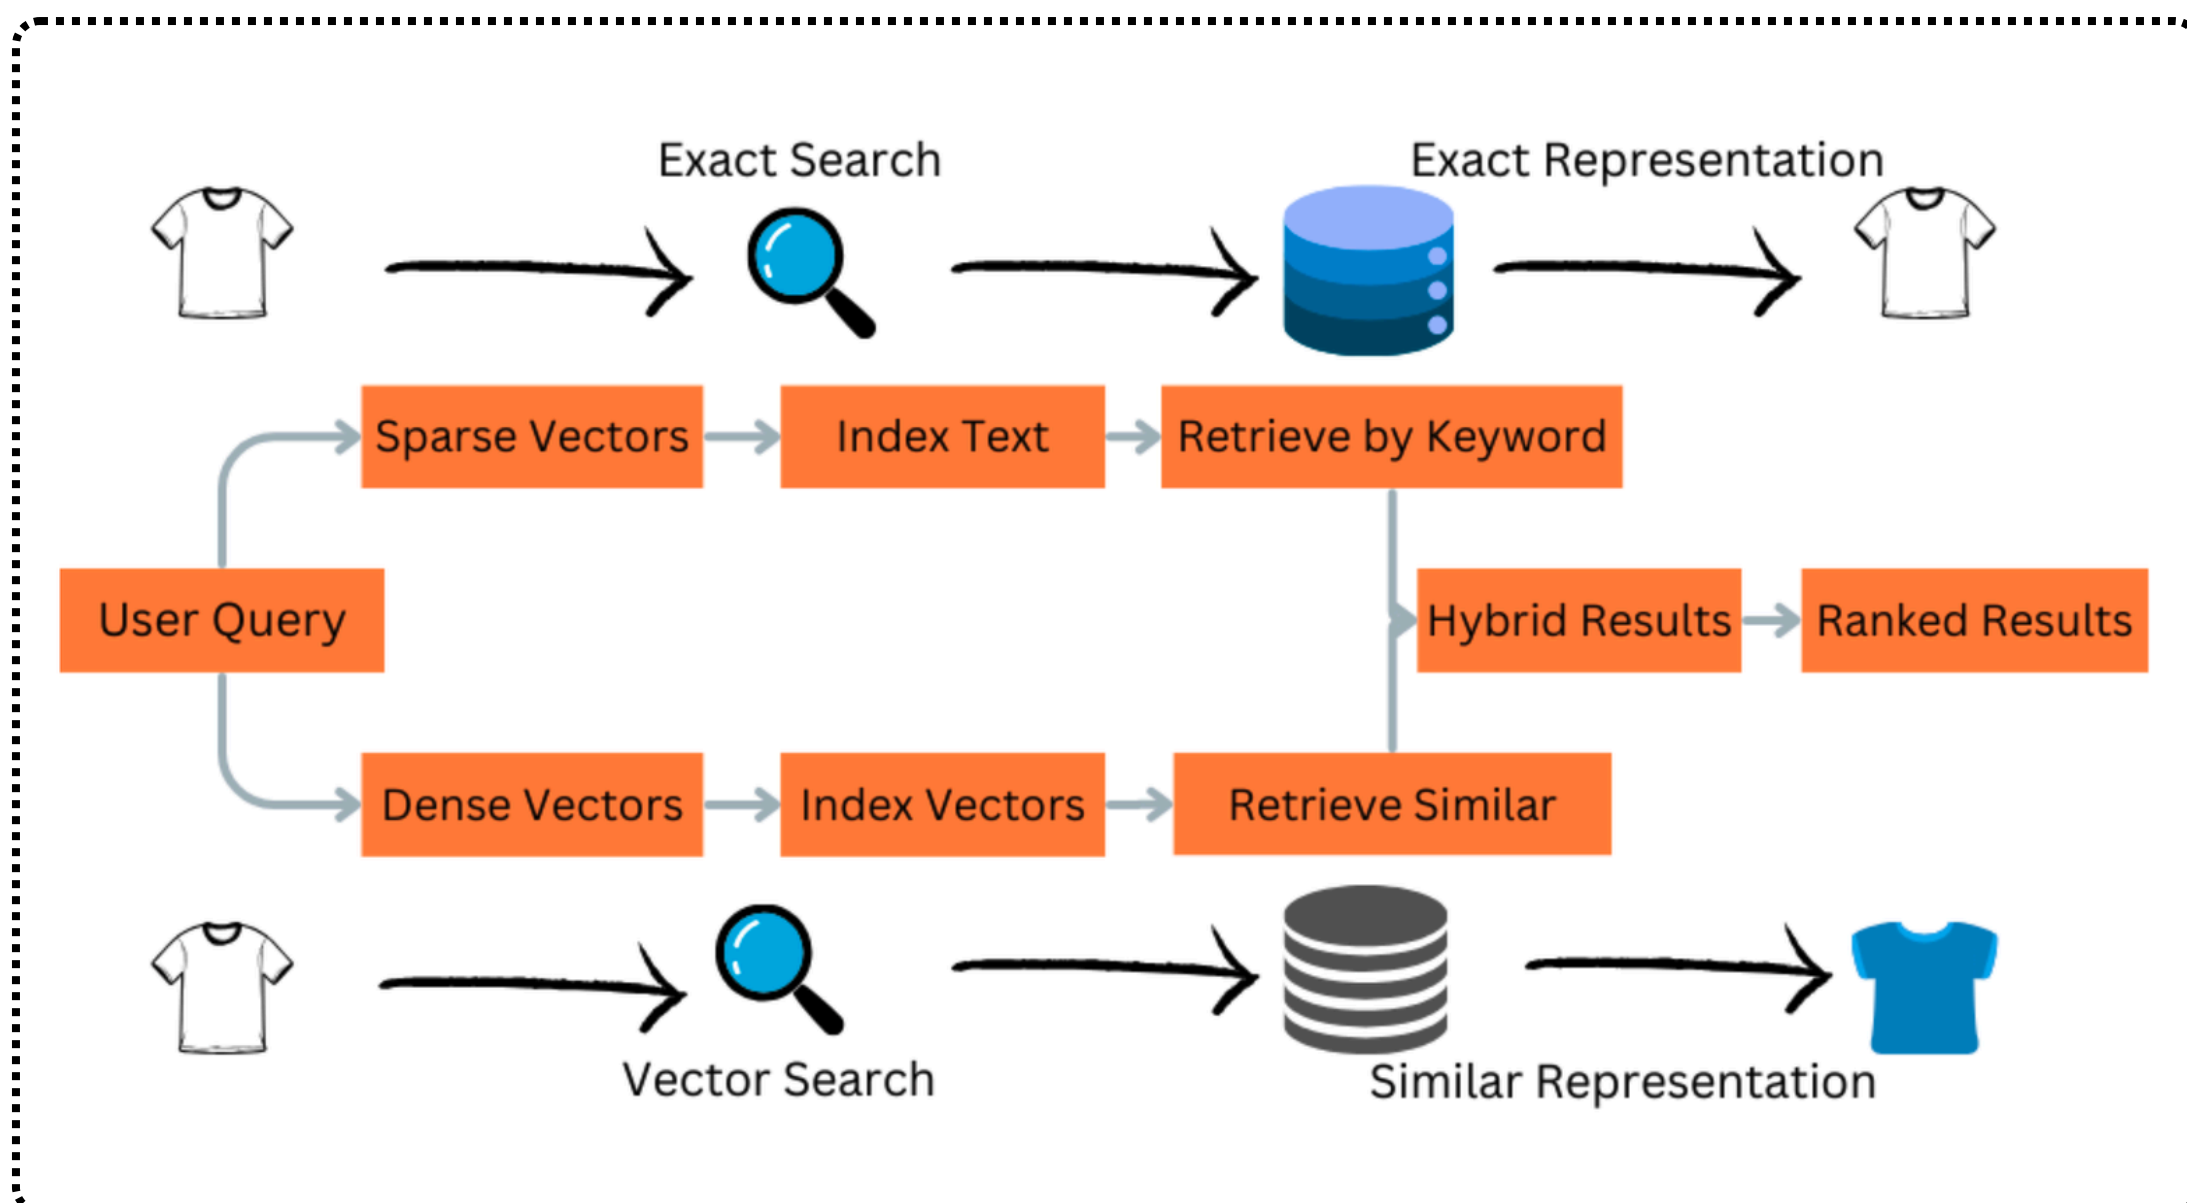 Exact Search
Exact Representation
Sparse Vectors
Index Text
Retrieve by Keyword
User Query
Hybrid Results
Ranked Results
Dense Vectors
Index Vectors
Retrieve Similar
Vector Search
Similar Representation